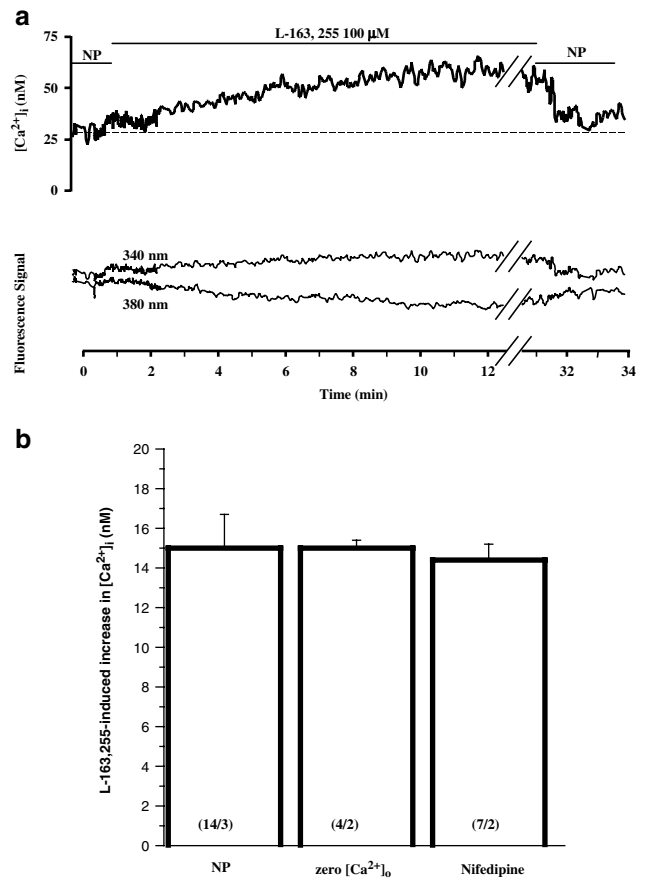 a
L-163, 255 100 µM
NP
NP
75
50
25
0
[Ca2+]i (nM)
340 nm
380 nm
Fluorescence Signal
0 2 4 6 8 10 12 32 34
Time (min)
b
20
18
16
14
12
10
8
6
4
2
0
L-163,255-induced increase in [Ca2+]i (nM)
(14/3) (4/2) (7/2)
NP zero [Ca2+]o Nifedipine